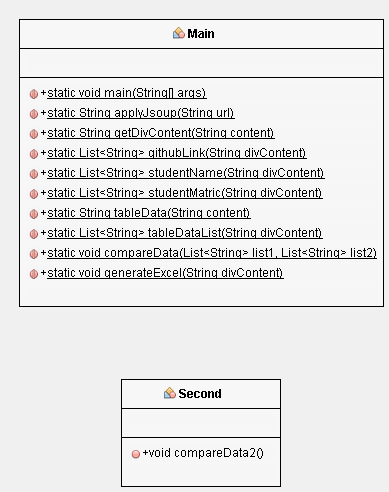 Main
+static void main(String[] args)
+static String applyJsoup(String url)
+static String getDivContent(String content)
+static List<String> githubLink(String divContent)
+static List<String> studentName(String divContent)
+static List<String> studentMatric(String divContent)
+static String tableData(String content)
+static List<String> tableDataList(String divContent)
+static void compareData(List<String> list1, List<String> list2)
+static void generateExcel(String divContent)
Second
+void compareData2()